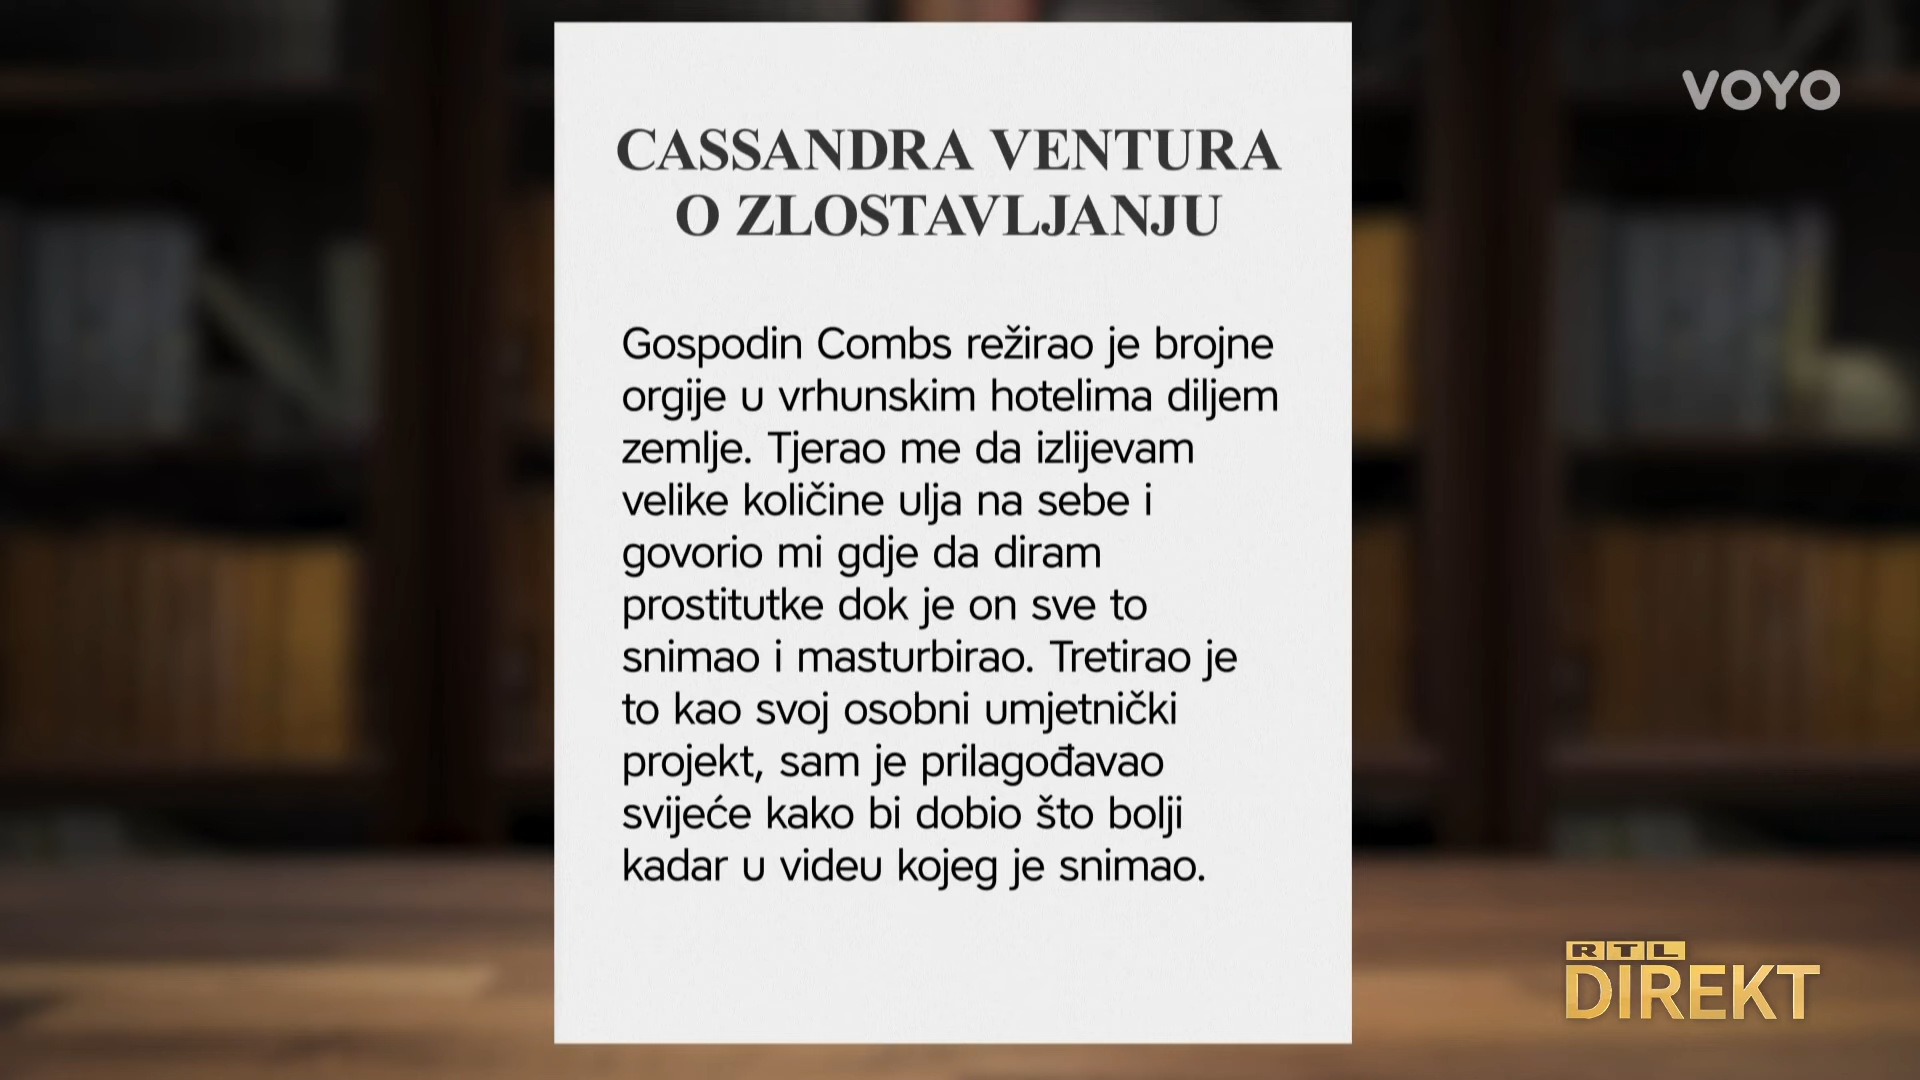 VOYO
CASSANDRA VENTURA
O ZLOSTAVLJANJU
Gospodin Combs režirao je brojne
orgije u vrhunskim hotelima diljem
zemlje. Tjerao me da izlijevam
velike količine ulja na sebe i
govorio mi gdje da diram
prostitutke dok je on sve to
snimao i masturbirao. Tretirao je
to kao svoj osobni umjetnički
projekt, sam je prilagođavao
svijeće kako bi dobio što bolji
kadar u videu kojeg je snimao.
RTL
DIREKT